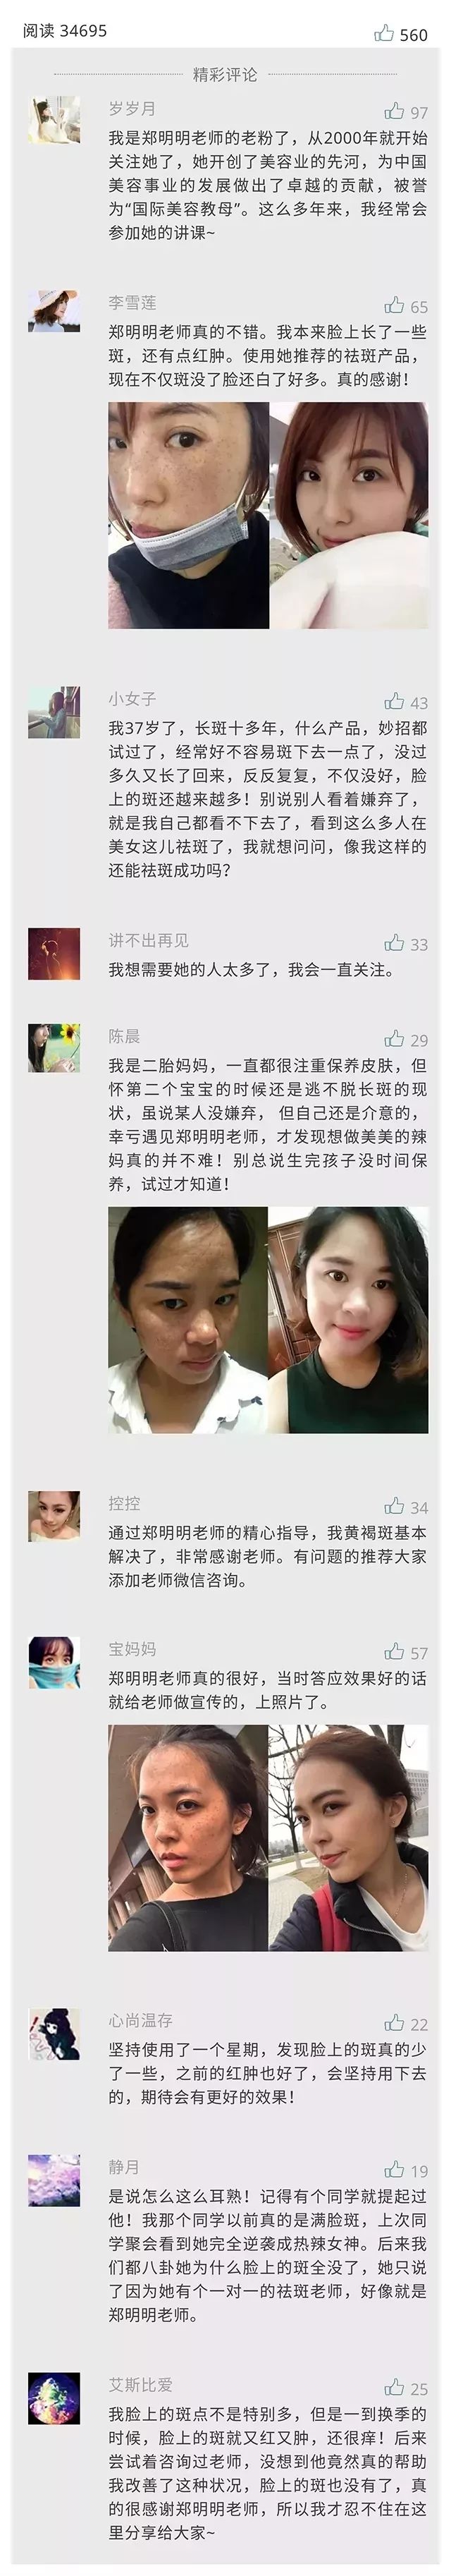 阅读 34695
560
精彩评论
岁岁月
97
我是郑明明老师的老粉了，从2000年就开始
关注她了，她开创了美容业的先河，为中国
美容事业的发展做出了卓越的贡献，被誉
为“国际美容教母”。这么多年来，我经常会
参加她的讲课~
李雪莲
65
郑明明老师真的不错。我本来脸上长了一些
斑，还有点红肿。使用她推荐的祛斑产品，
现在不仅斑没了脸还白了好多。真的感谢！
小女子
43
我37岁了，长斑十多年，什么产品，妙招都
试过了，经常好不容易斑下去一点了，没过
多久又长了回来，反反复复，不仅没好，脸
上的斑还越来越多！别说别人看着嫌弃了，
就是我自己都看不下去了，看到这么多人在
美女这儿祛斑了，我就想问问，像我这样的
还能祛斑成功吗？
讲不出再见
33
我想需要她的人太多了，我会一直关注。
陈晨
29
我是二胎妈妈，一直都很注重保养皮肤，但
怀第二个宝宝的时候还是逃不脱长斑的现
状，虽说某人没嫌弃， 但自己还是介意的，
幸亏遇见郑明明老师，才发现想做美美的辣
妈真的并不难！别总说生完孩子没时间保
养，试过才知道！
控控
34
通过郑明明老师的精心指导，我黄褐斑基本
解决了，非常感谢老师。有问题的推荐大家
添加老师微信咨询。
宝妈妈
57
郑明明老师真的很好，当时答应效果好的话
就给老师做宣传的，上照片了。
心尚温存
22
坚持使用了一个星期，发现脸上的斑真的少
了一些，之前的红肿也好了，会坚持用下去
的，期待会有更好的效果！
静月
19
是说怎么这么耳熟！记得有个同学就提起过
他！我那个同学以前真的是满脸斑，上次同
学聚会看到她完全逆袭成热辣女神。后来我
们都八卦她为什么脸上的斑全没了，她只说
了因为她有个一对一的祛斑老师，好像就是
郑明明老师。
艾斯比爱
25
我脸上的斑点不是特别多，但是一到换季的
时候，脸上的斑就又红又肿，还很痒！后来
尝试着咨询过老师，没想到他竟然真的帮助
我改善了这种状况，脸上的斑也没有了，真
的很感谢郑明明老师，所以我才忍不住在这
里分享给大家~